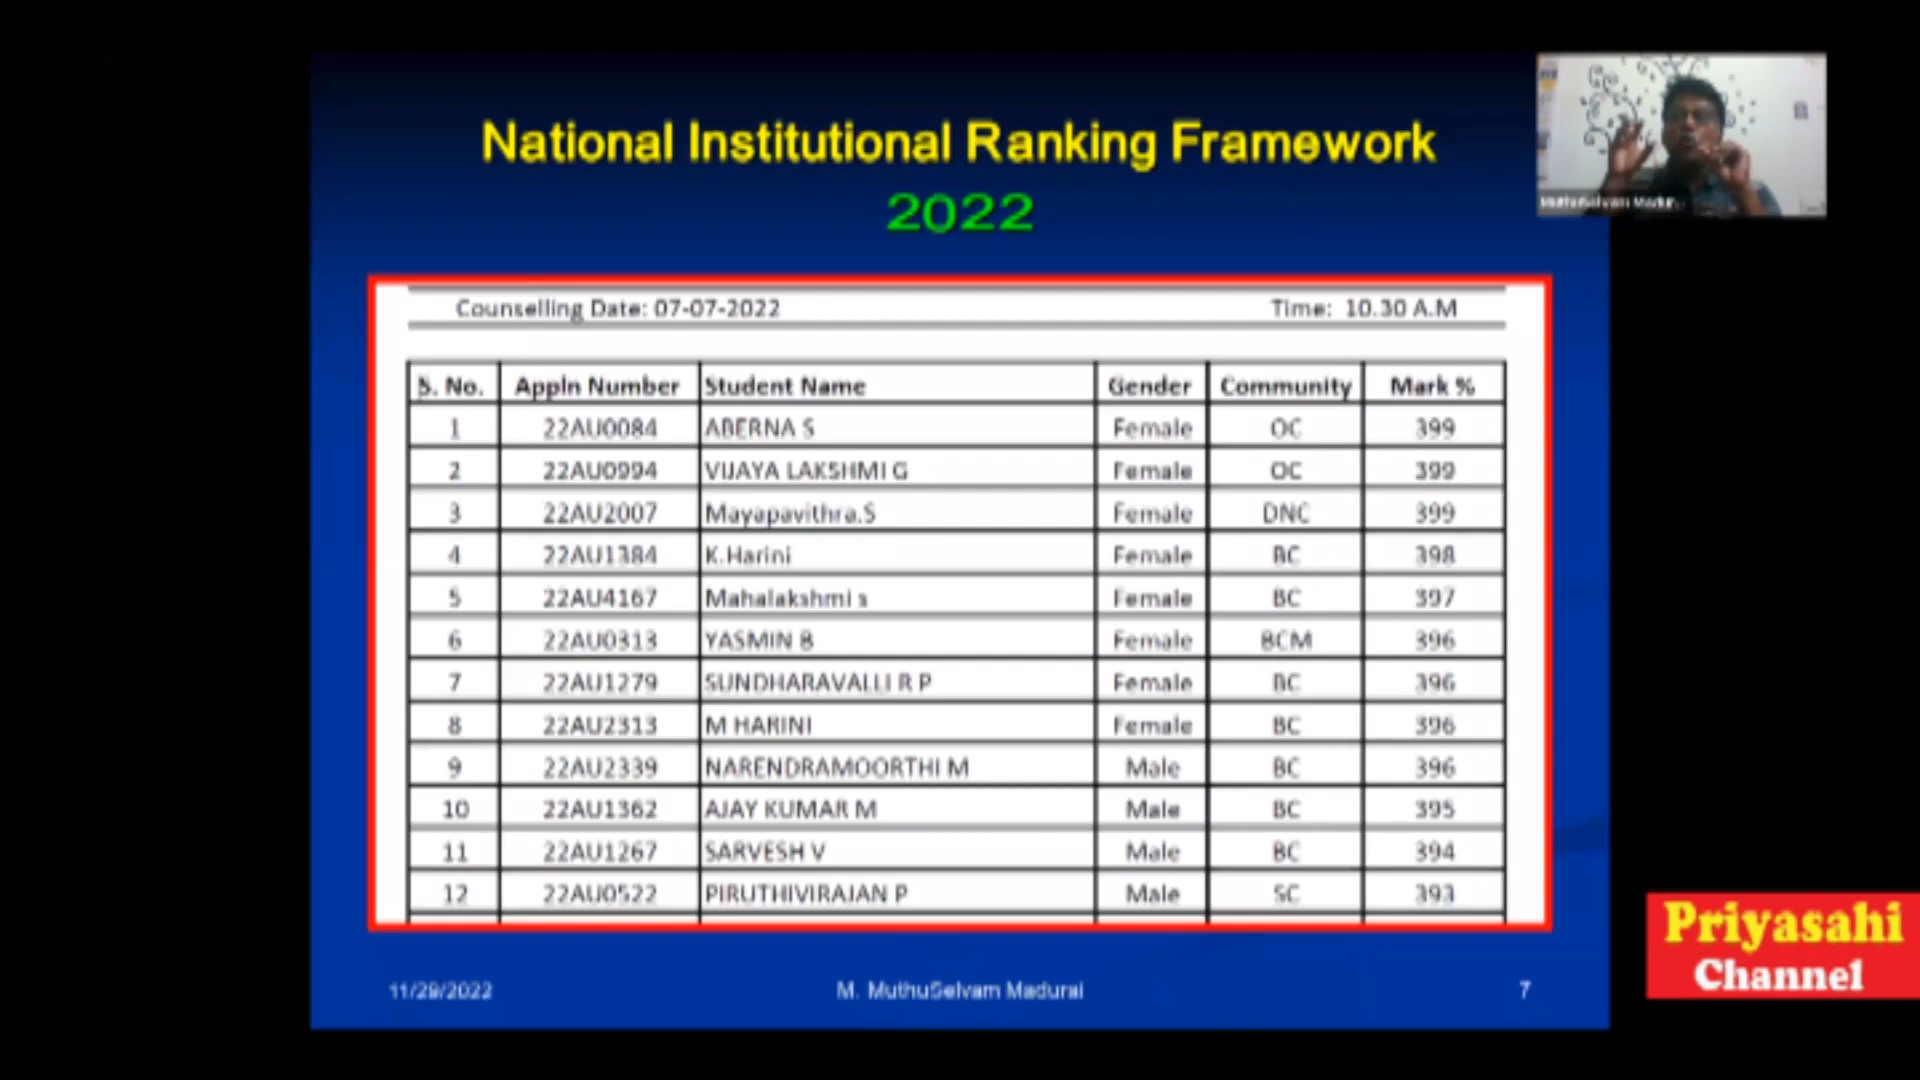 National Institutional Ranking Framework
2022
MuthuSelvam Madur...
Counselling Date: 07-07-2022 Time: 10.30 A.M
S. No. Appln Number Student Name Gender Community Mark %
1 22AU0084 ABERNA S Female OC 399
2 22AU0994 VIJAYA LAKSHMI G Female OC 399
3 22AU2007 Mayapavithra.S Female DNC 399
4 22AU1384 K.Harini Female BC 398
5 22AU4167 Mahalakshmi s Female BC 397
6 22AU0313 YASMIN B Female BCM 396
7 22AU1279 SUNDHARAVALLI R P Female BC 396
8 22AU2313 M HARINI Female BC 396
9 22AU2339 NARENDRAMOORTHI M Male BC 396
10 22AU1362 AJAY KUMAR M Male BC 395
11 22AU1267 SARVESH V Male BC 394
12 22AU0522 PIRUTHIVIRAJAN P Male SC 393
Priyasahi
Channel
11/29/2022 M. MuthuSelvam Madurai 7